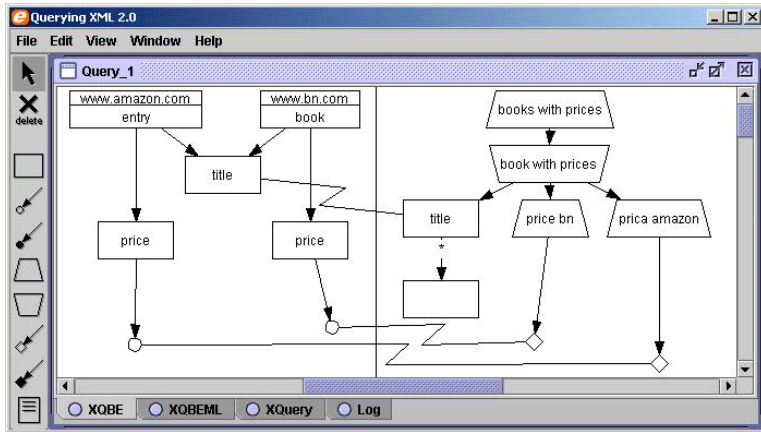 Querying XML 2.0
File Edit View Window Help
Query_1
delete
www.amazon.com
entry
www.bn.com
book
title
price
price
books with prices
book with prices
title
price bn
prica amazon
*
XQBE XQBEML XQuery Log